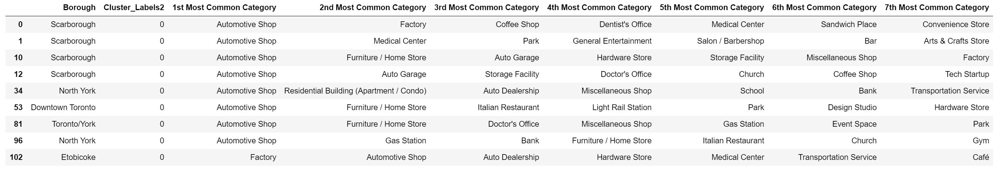 Borough Cluster_Labels2 1st Most Common Category 2nd Most Common Category 3rd Most Common Category 4th Most Common Category 5th Most Common Category 6th Most Common Category 7th Most Common Category
0 Scarborough 0 Automotive Shop Factory Coffee Shop Dentist's Office Medical Center Sandwich Place Convenience Store
1 Scarborough 0 Automotive Shop Medical Center Park General Entertainment Salon / Barbershop Bar Arts & Crafts Store
10 Scarborough 0 Automotive Shop Furniture / Home Store Auto Garage Hardware Store Storage Facility Miscellaneous Shop Factory
12 Scarborough 0 Automotive Shop Auto Garage Storage Facility Doctor's Office Church Coffee Shop Tech Startup
34 North York 0 Automotive Shop Residential Building (Apartment / Condo) Auto Dealership Miscellaneous Shop School Bank Transportation Service
53 Downtown Toronto 0 Automotive Shop Furniture / Home Store Italian Restaurant Light Rail Station Park Design Studio Hardware Store
81 Toronto/York 0 Automotive Shop Furniture / Home Store Doctor's Office Miscellaneous Shop Gas Station Event Space Park
96 North York 0 Automotive Shop Gas Station Bank Furniture / Home Store Italian Restaurant Church Gym
102 Etobicoke 0 Factory Automotive Shop Auto Dealership Hardware Store Medical Center Transportation Service Café